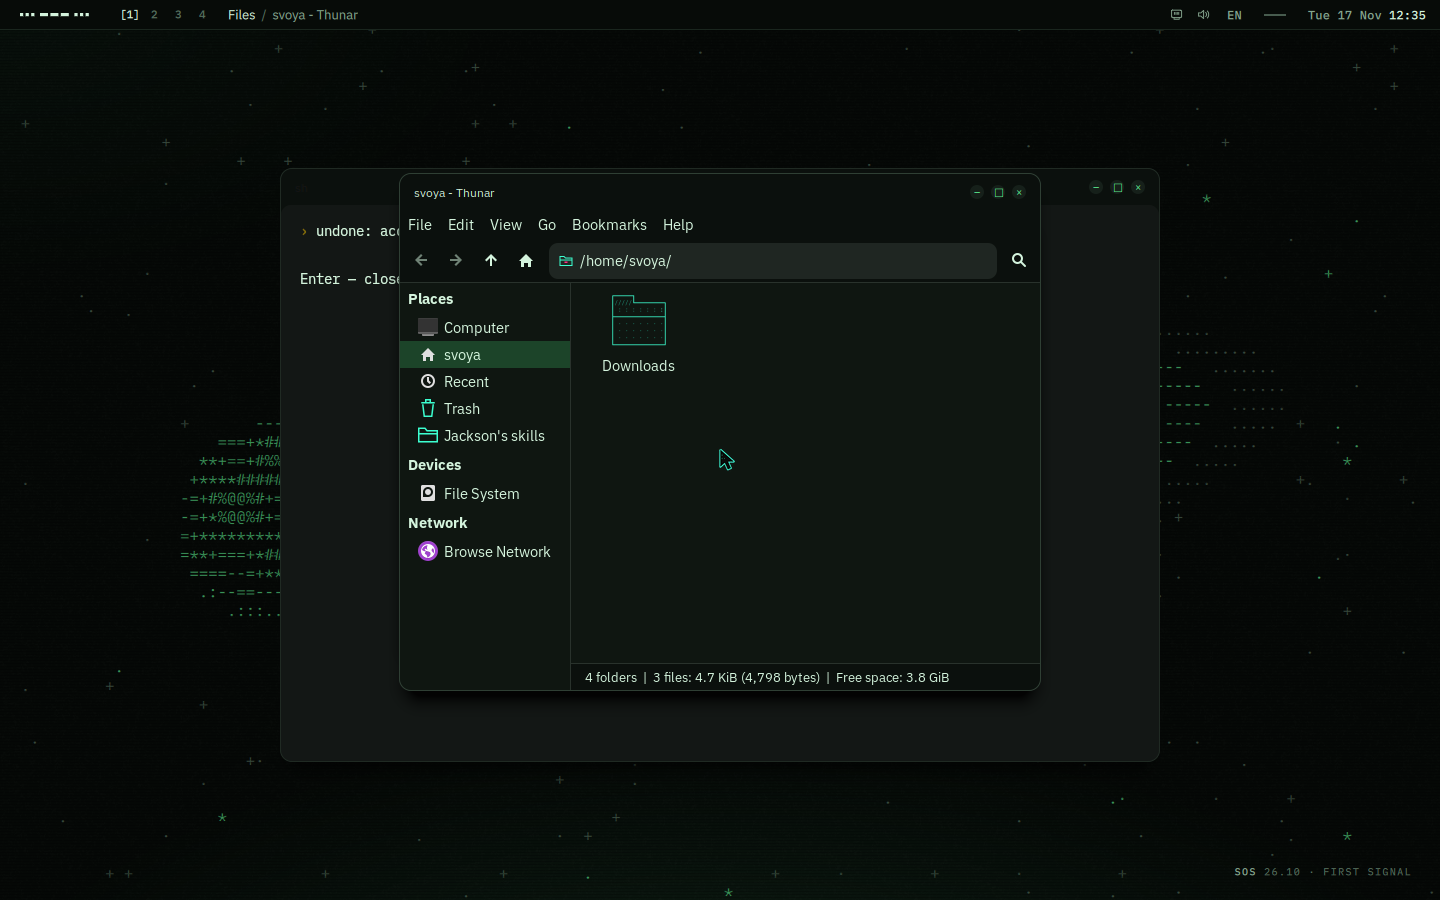 [1] 2 3 4 Files / svoya - Thunar EN Tue 17 Nov 12:35
svoya - Thunar
File Edit View Go Bookmarks Help
› undone:
/home/svoya/
Enter — close
Places
Computer
svoya
Recent
Trash
Jackson's skills
Devices
File System
Network
Browse Network
Downloads
4 folders | 3 files: 4.7 KiB (4,798 bytes) | Free space: 3.8 GiB
SOS 26.10 · FIRST SIGNAL